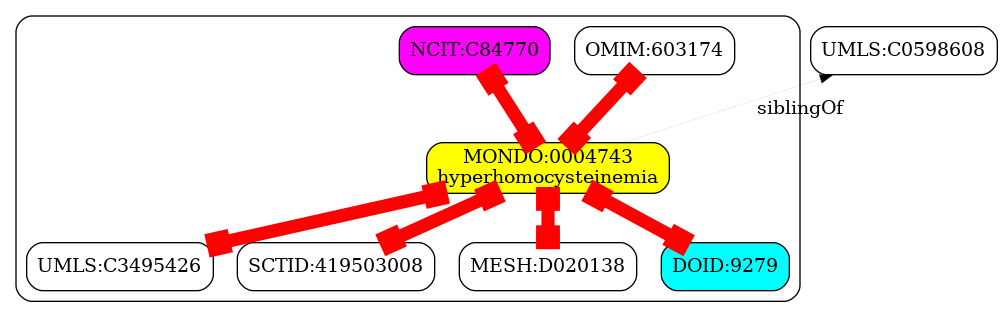 NCIT:C84770
OMIM:603174
UMLS:C0598608
siblingOf
MONDO:0004743
hyperhomocysteinemia
UMLS:C3495426
SCTID:419503008
MESH:D020138
DOID:9279